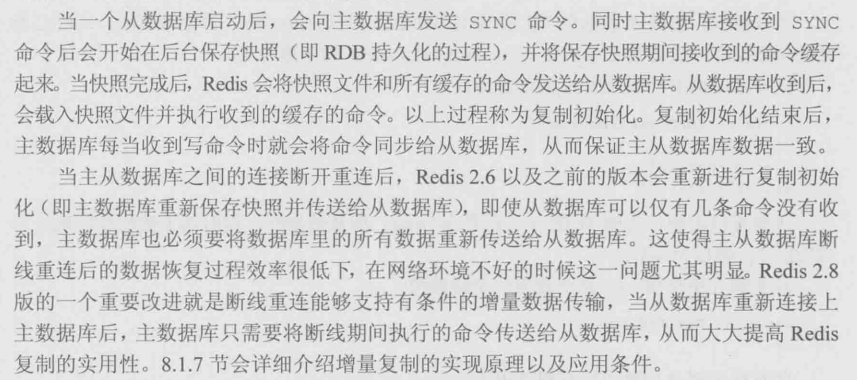 当一个从数据库启动后，会向主数据库发送 SYNC 命令。同时主数据库接收到 SYNC
命令后会开始在后台保存快照（即 RDB 持久化的过程），并将保存快照期间接收到的命令缓存
起来。当快照完成后，Redis 会将快照文件和所有缓存的命令发送给从数据库。从数据库收到后，
会载入快照文件并执行收到的缓存的命令。以上过程称为复制初始化。复制初始化结束后，
主数据库每当收到写命令时就会将命令同步给从数据库，从而保证主从数据库数据一致。
当主从数据库之间的连接断开重连后，Redis 2.6 以及之前的版本会重新进行复制初始
化（即主数据库重新保存快照并传送给从数据库），即使从数据库可以仅有几条命令没有收
到，主数据库也必须要将数据库里的所有数据重新传送给从数据库。这使得主从数据库断
线重连后的数据恢复过程效率很低下，在网络环境不好的时候这一问题尤其明显。Redis 2.8
版的一个重要改进就是断线重连能够支持有条件的增量数据传输，当从数据库重新连接上
主数据库后，主数据库只需要将断线期间执行的命令传送给从数据库，从而大大提高 Redis
复制的实用性。8.1.7 节会详细介绍增量复制的实现原理以及应用条件。